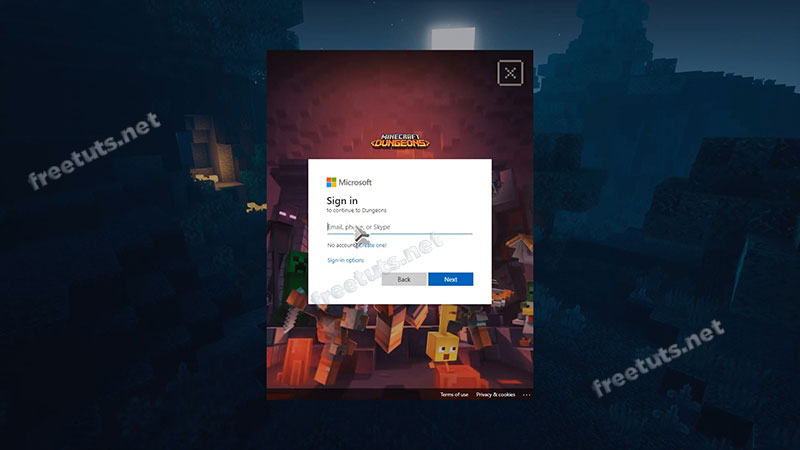 freetuts.net
MINECRAFT
DUNGEONS
Microsoft
Sign in
to continue to Dungeons
Email, phone, or Skype
No account? Create one!
Sign-in options
Back
Next
freetuts.net
freetuts.net
Terms of use
Privacy & cookies